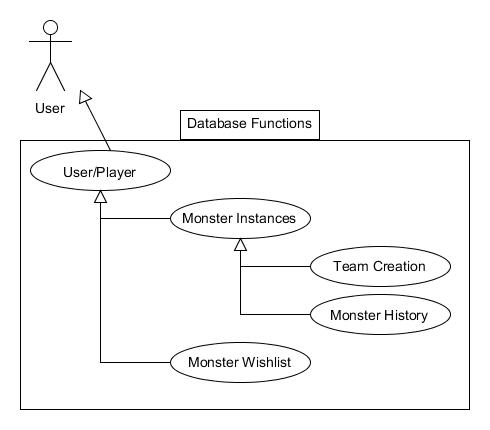 User
Database Functions
User/Player
Monster Instances
Team Creation
Monster History
Monster Wishlist